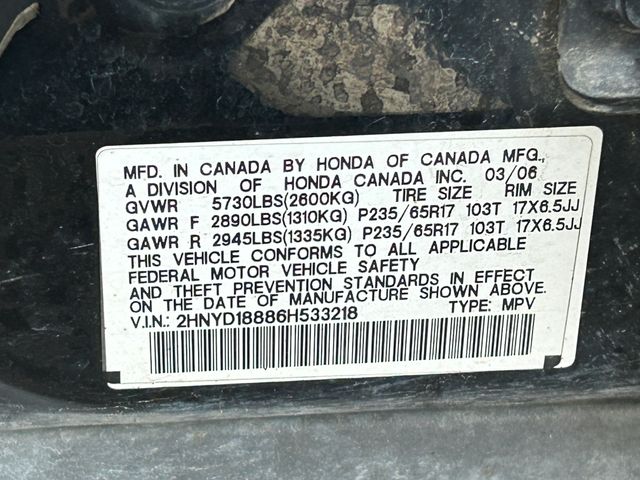 MFD. IN CANADA BY HONDA OF CANADA MFG.,
A DIVISION OF HONDA CANADA INC. 03/06
GVWR 5730LBS(2600KG) TIRE SIZE RIM SIZE
GAWR F 2890LBS(1310KG) P235/65R17 103T 17X6.5JJ
GAWR R 2945LBS(1335KG) P235/65R17 103T 17X6.5JJ
THIS VEHICLE CONFORMS TO ALL APPLICABLE
FEDERAL MOTOR VEHICLE SAFETY
AND THEFT PREVENTION STANDARDS IN EFFECT
ON THE DATE OF MANUFACTURE SHOWN ABOVE.
V.I.N.: 2HNYD18886H533218 TYPE: MPV